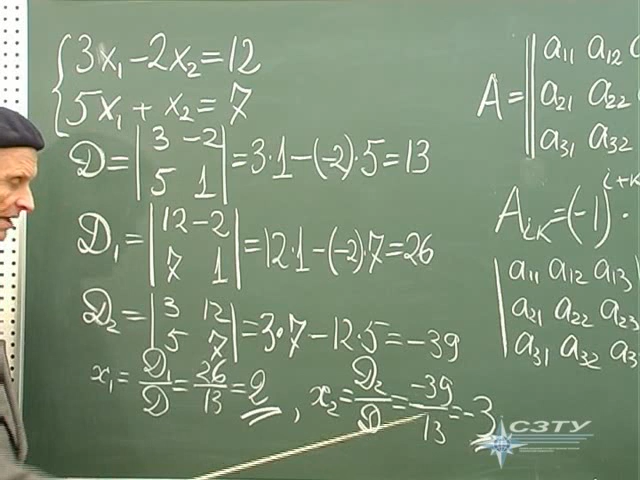 3x₁ − 2x₂ = 12
5x₁ + x₂ = 7
D = |3 −2; 5 1| = 3·1 − (−2)·5 = 13
D₁ = |12 −2; 7 1| = 12·1 − (−2)·7 = 26
D₂ = |3 12; 5 7| = 3·7 − 12·5 = −39
x₁ = D₁/D = 26/13 = 2 , x₂ = D₂/D = −39/13 = −3
a₁₁ a₁₂
A = a₂₁ a₂₂
a₃₁ a₃₂
Aᵢₖ = (−1)ⁱ⁺ᴷ ·
a₁₁ a₁₂ a₁₃
a₂₁ a₂₂ a₂₃
a₃₁ a₃₂ a₃
СЗТУ